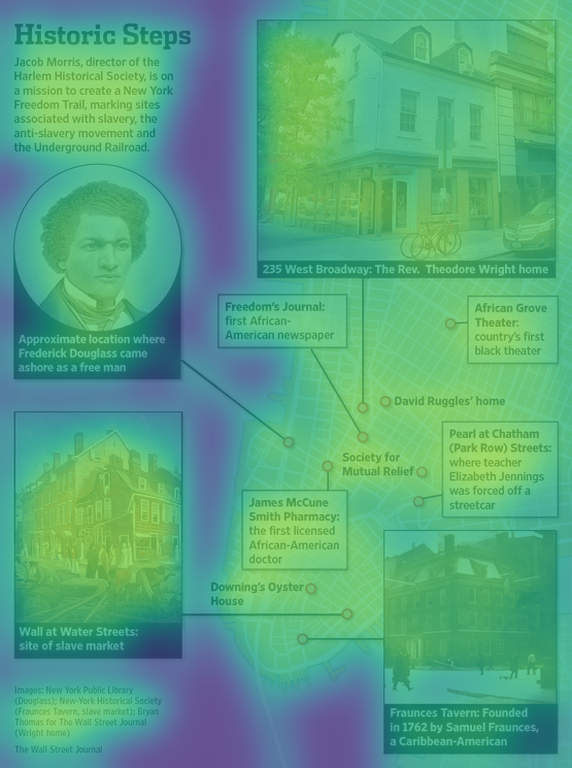 Historic Steps
Jacob Morris, director of the
Harlem Historical Society, is on
a mission to create a New York
Freedom Trail, marking sites
associated with slavery, the
anti-slavery movement and
the Underground Railroad.
235 West Broadway: The Rev. Theodore Wright home
Approximate location where
Frederick Douglass came
ashore as a free man
Freedom's Journal:
first African-
American newspaper
African Grove
Theater:
country's first
black theater
David Ruggles' home
Pearl at Chatham
(Park Row) Streets:
where teacher
Elizabeth Jennings
was forced off a
streetcar
Society for
Mutual Relief
James McCune
Smith Pharmacy:
the first licensed
African-American
doctor
Downing's Oyster
House
Wall at Water Streets:
site of slave market
Fraunces Tavern: Founded
in 1762 by Samuel Fraunces,
a Caribbean-American
Images: New York Public Library
(Douglass); New-York Historical Society
(Fraunces Tavern, slave market); Bryan
Thomas for The Wall Street Journal
(Wright home)
The Wall Street Journal